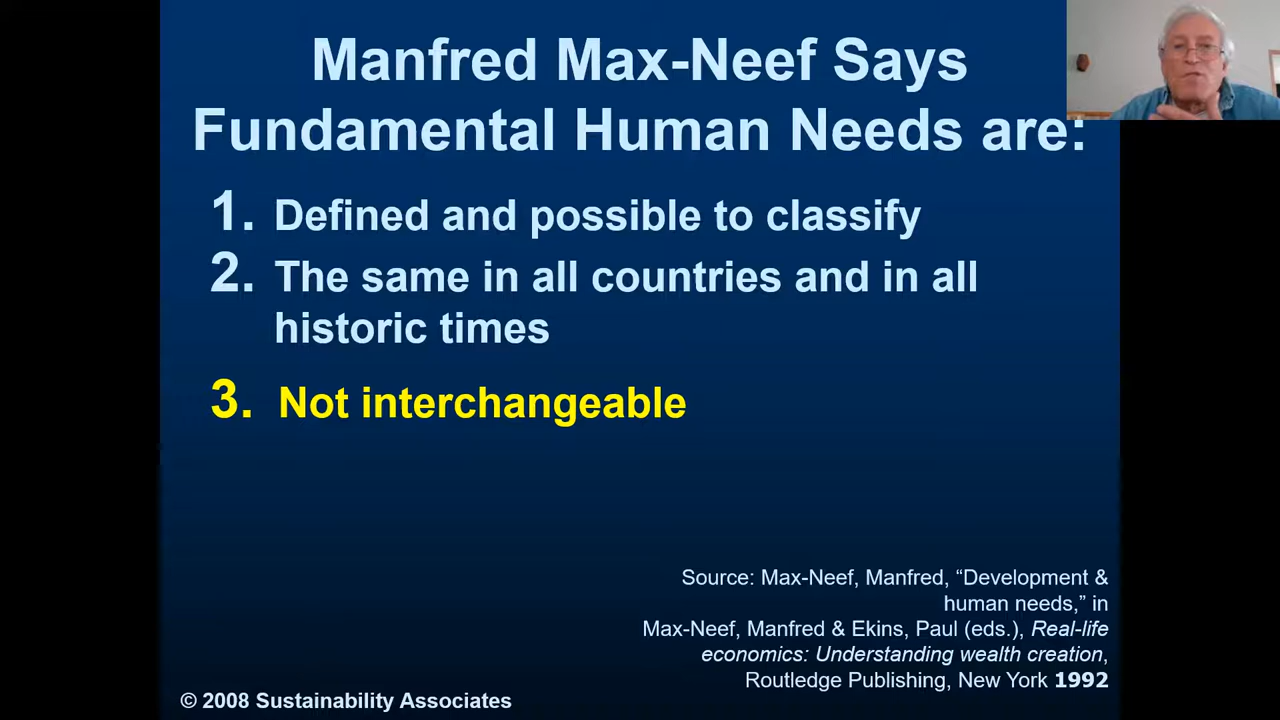 Manfred Max-Neef Says
Fundamental Human Needs are:
1. Defined and possible to classify
2. The same in all countries and in all
historic times
3. Not interchangeable
Source: Max-Neef, Manfred, “Development &
human needs,” in
Max-Neef, Manfred & Ekins, Paul (eds.), Real-life
economics: Understanding wealth creation,
Routledge Publishing, New York 1992
© 2008 Sustainability Associates